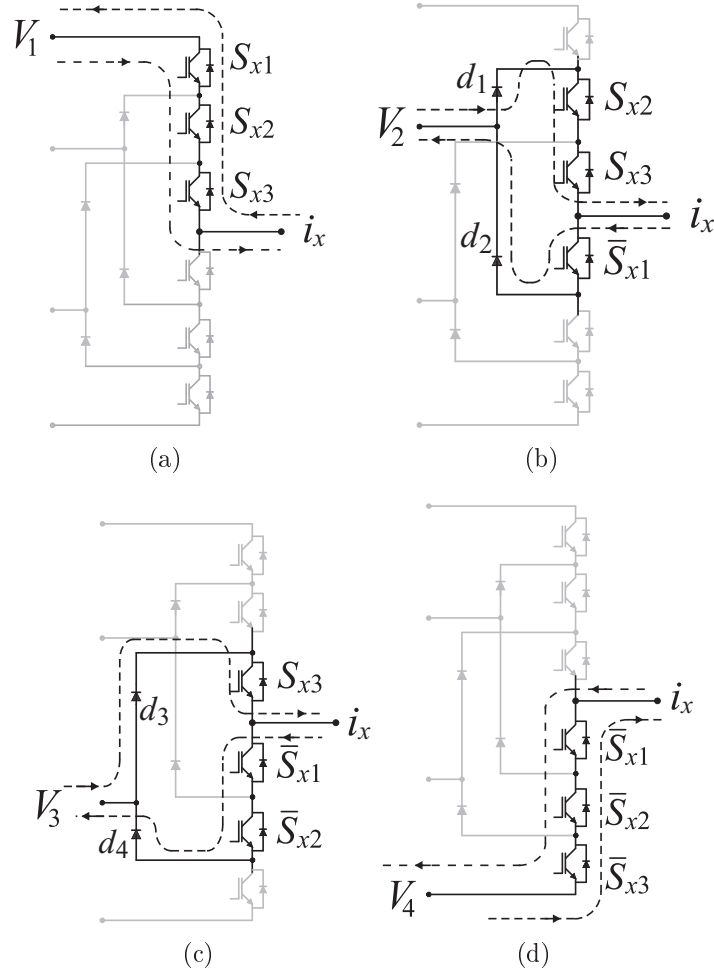 V₁
Sₓ₁
Sₓ₂
Sₓ₃
iₓ
(a)
d₁
V₂
Sₓ₂
Sₓ₃
iₓ
d₂
S̅ₓ₁
(b)
Sₓ₃
d₃
iₓ
S̅ₓ₁
V₃
d₄
S̅ₓ₂
(c)
iₓ
S̅ₓ₁
S̅ₓ₂
S̅ₓ₃
V₄
(d)